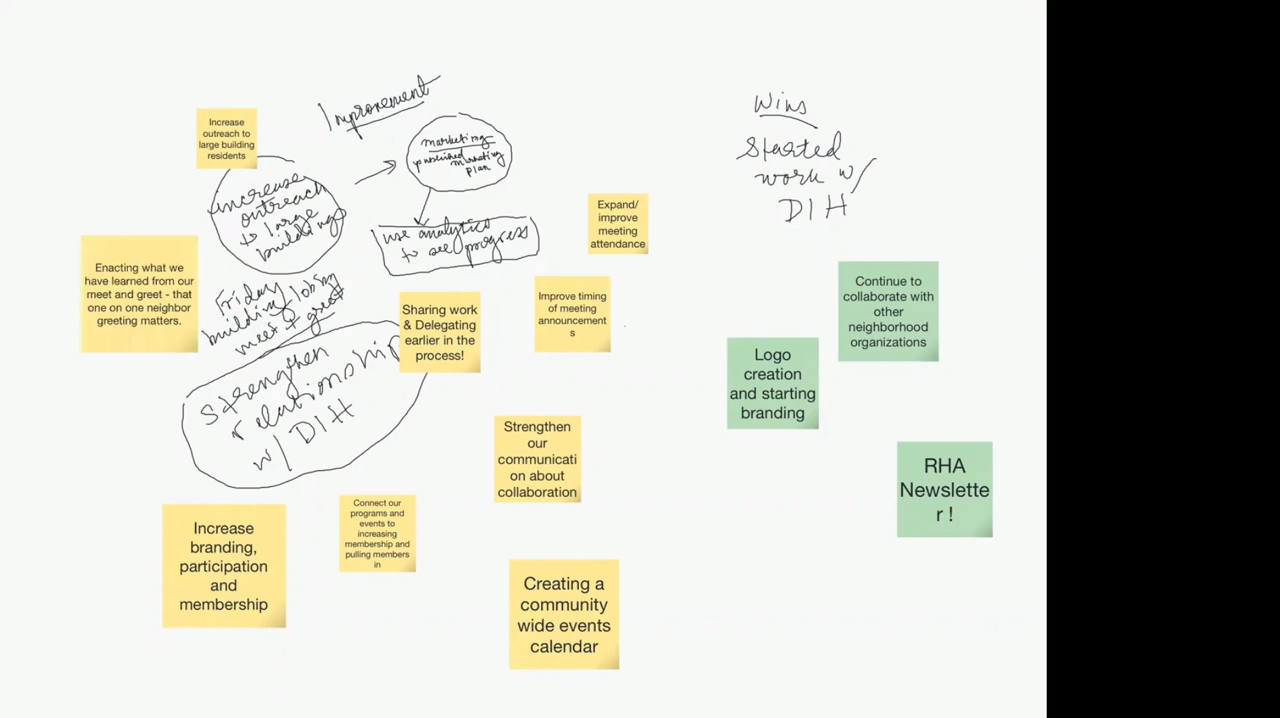 Improvement
Increase
outreach to
large building
residents
increase
outreach
to large
buildings
marketing
published marketing
plan
use analytics
to see progress
Expand/
improve
meeting
attendance
Enacting what we
have learned from our
meet and greet - that
one on one neighbor
greeting matters.
Friday
building lobing
meet + great
Sharing work
& Delegating
earlier in the
process!
Improve timing
of meeting
announcement
s
Strengthen
relationship
w/ DIH
Strengthen
our
communicati
on about
collaboration
Increase
branding,
participation
and
membership
Connect our
programs and
events to
increasing
membership and
pulling members
in
Creating a
community
wide events
calendar
Wins
Started
work w/
DIH
Continue to
collaborate with
other
neighborhood
organizations
Logo
creation
and starting
branding
RHA
Newslette
r !